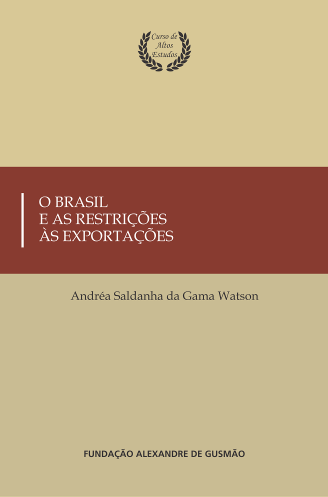 Curso de
Altos
Estudos
O BRASIL
E AS RESTRIÇÕES
ÀS EXPORTAÇÕES
Andréa Saldanha da Gama Watson
FUNDAÇÃO ALEXANDRE DE GUSMÃO